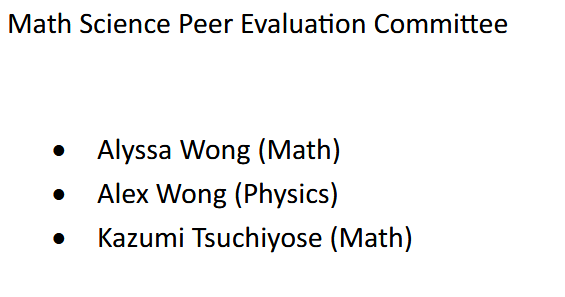 Math Science Peer Evaluation Committee
• Alyssa Wong (Math)
• Alex Wong (Physics)
• Kazumi Tsuchiyose (Math)